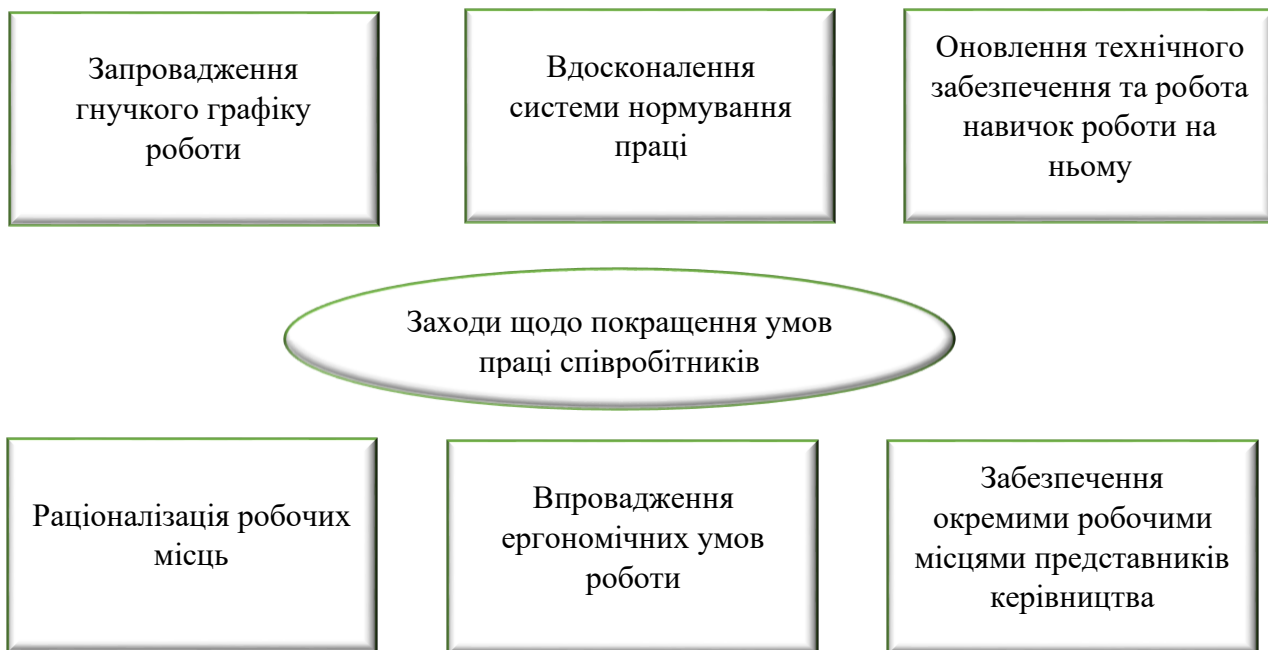 Запровадження
гнучкого графіку
роботи
Вдосконалення
системи нормування
праці
Оновлення технічного
забезпечення та робота
навичок роботи на
ньому
Заходи щодо покращення умов
праці співробітників
Раціоналізація робочих
місць
Впровадження
ергономічних умов
роботи
Забезпечення
окремими робочими
місцями представників
керівництва